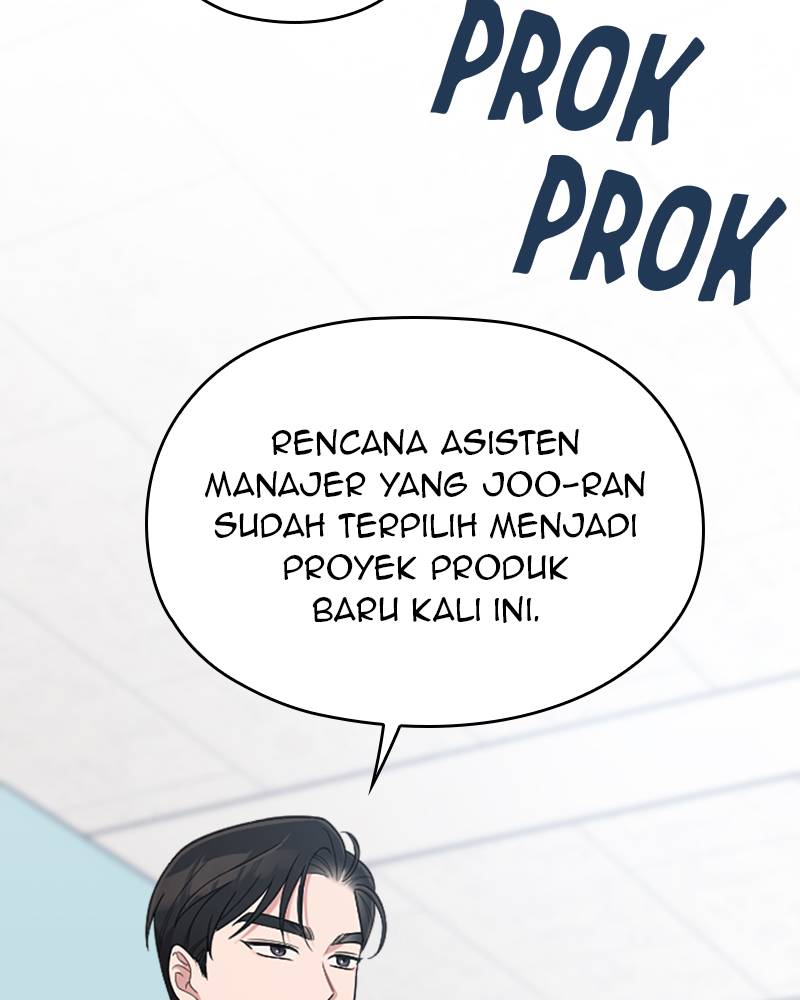 PROK
PROK
RENCANA ASISTEN
MANAJER YANG JOO-RAN
SUDAH TERPILIH MENJADI
PROYEK PRODUK
BARU KALI INI.